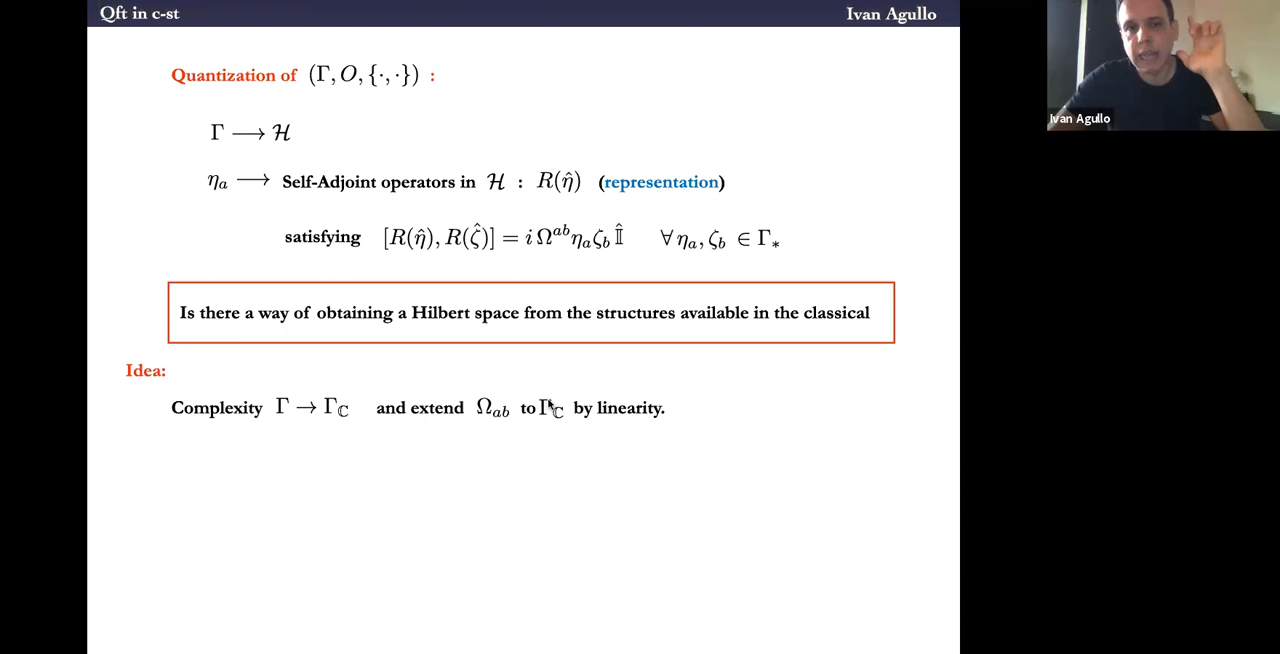 Qft in c-st Ivan Agullo
Quantization of (Γ, O, {·, ·}) :
Γ ⟶ ℋ
η_a ⟶ Self-Adjoint operators in ℋ : R(η̂) (representation)
satisfying [R(η̂), R(ζ̂)] = i Ω^{ab} η_a ζ_b 𝕀̂ ∀ η_a, ζ_b ∈ Γ_*
Is there a way of obtaining a Hilbert space from the structures available in the classical
Idea:
Complexity Γ → Γ_ℂ and extend Ω_{ab} to Γ_ℂ by linearity.
Ivan Agullo